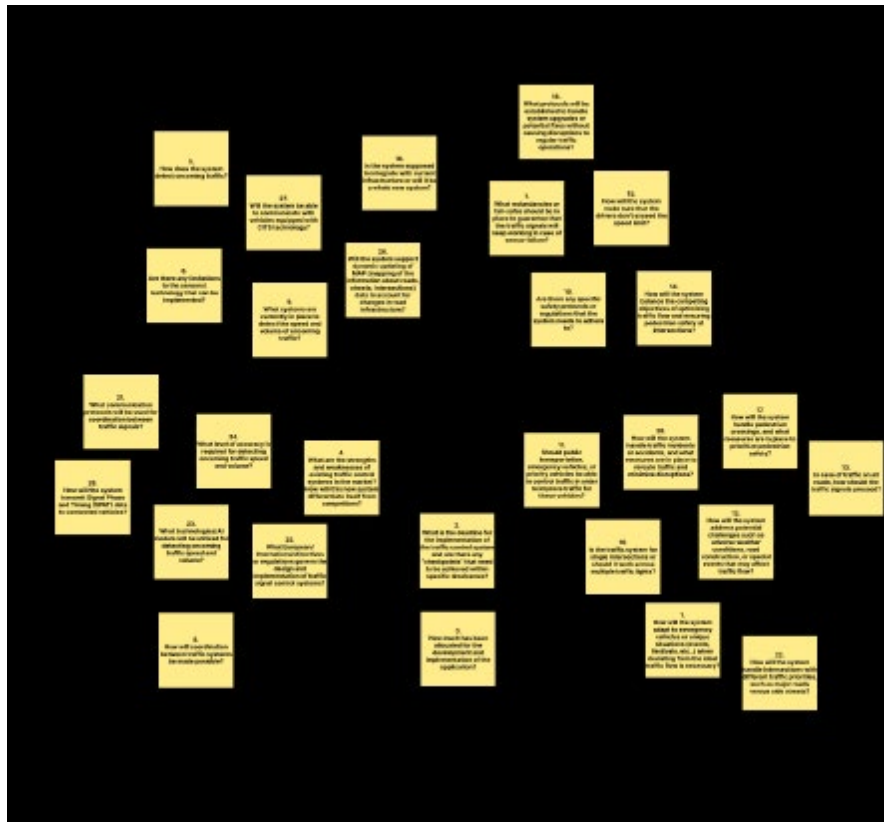 How does the system
detect oncoming traffic?
27.
Will the system be able
to communicate with
vehicles equipped with
technology?
Are there any limitations
to the
technology that can be
implemented?
What systems are
currently in place to
detect the speed and
volume of oncoming
traffic?
Is the system supposed
to integrate with current
infrastructure or will it be
a whole new system?
Will the system support
dynamic updating of
MAP (mapping of the
information about roads,
intersections)
data to account for
changes in road
infrastructure?
What protocols will be
established to handle
system upgrades or
potential fixes without
causing disruptions to
regular traffic
operations?
What redundancies or
fail-safes should be in
place to guarantee that
the traffic signals will
keep working in case of
sensor failure?
How will the system
make sure that the
drivers don't exceed the
speed limit?
Are there any specific
safety protocols or
regulations that the
system needs to adhere
to?
How will the system
balance the competing
objectives of optimizing
traffic flow and ensuring
pedestrian safety at
intersections?
21.
What communication
protocols will be used for
coordination between
traffic signals?
24.
What level of accuracy is
required for detecting
oncoming traffic speed
and volume?
4.
What are the strengths
and weaknesses of
existing traffic control
systems in the market?
How will this new system
differentiate itself from
competitors?
How will the system
transmit Signal Phase
and Timing (SPAT) data
to connected vehicles?
23.
What technologies/AI
models will be utilized for
detecting oncoming
traffic speed and
volume?
What European/
International directives
or regulations govern the
design and
implementation of traffic
signal control systems?
2.
What is the deadline for
the implementation of
the traffic control system
and are there any
"checkpoints" that need
to be achieved within
specific timeframes?
How will coordination
between traffic systems
be made possible?
3.
How much has been
allocated for the
development and
implementation of the
application?
11.
Should public
transportation,
emergency vehicles, or
priority vehicles be able
to control traffic in order
to
traffic for
these vehicles?
How will the system
handle traffic incidents
or accidents, and what
measures are in place to
reroute traffic and
minimize disruptions?
17.
How will the system
handle pedestrian
crossings, and what
measures are in place to
prioritize pedestrian
safety?
In case of traffic on all
roads, how should the
traffic signals proceed?
Is the traffic system for
single intersections or
should it work across
multiple traffic lights?
How will the system
address potential
challenges such as
weather
conditions, road
construction, or special
events that may affect
traffic flow?
How will the system
adapt to emergency
vehicles or unique
situations (events,
festivals, etc.) when
deviating from the ideal
traffic flow is necessary?
22.
How will the system
handle intersections with
different traffic priorities,
such as major roads
versus side streets?